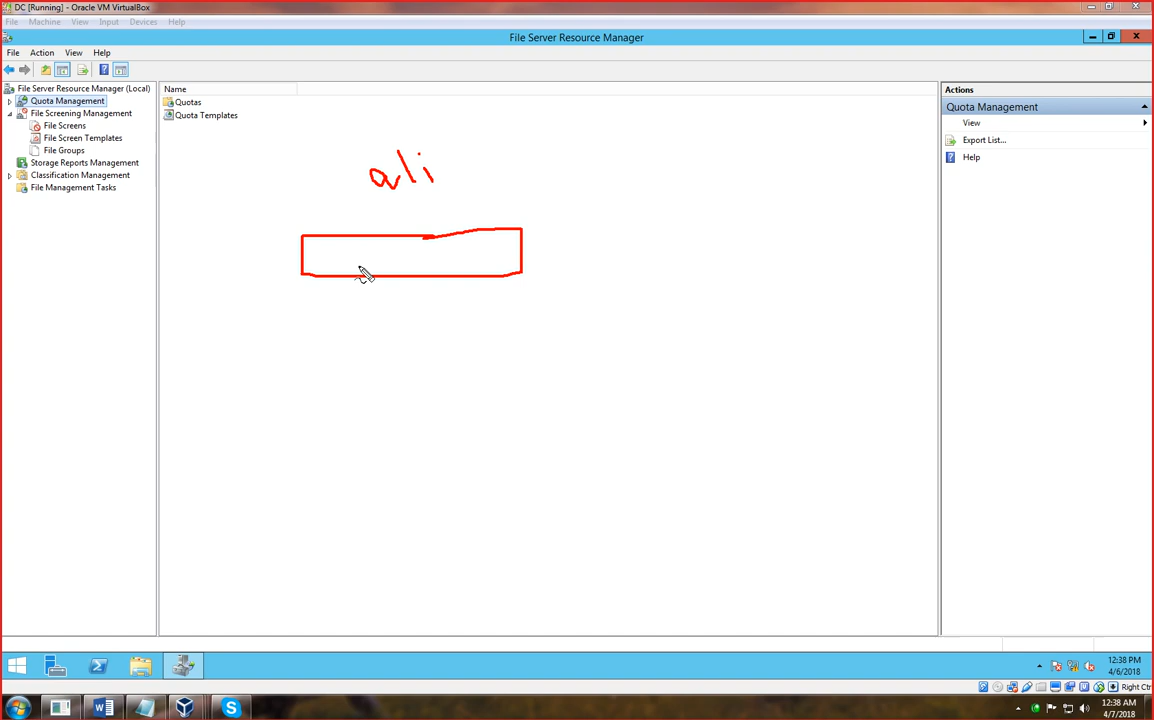 DC [Running] - Oracle VM VirtualBox
File Machine View Input Devices Help
File Server Resource Manager
File Action View Help
File Server Resource Manager (Local)
Quota Management
File Screening Management
File Screens
File Screen Templates
File Groups
Storage Reports Management
Classification Management
File Management Tasks
Name
Quotas
Quota Templates
ali
Actions
Quota Management
View
Export List...
Help
12:38 PM
4/6/2018
Right Ctr
12:38 AM
4/7/2018